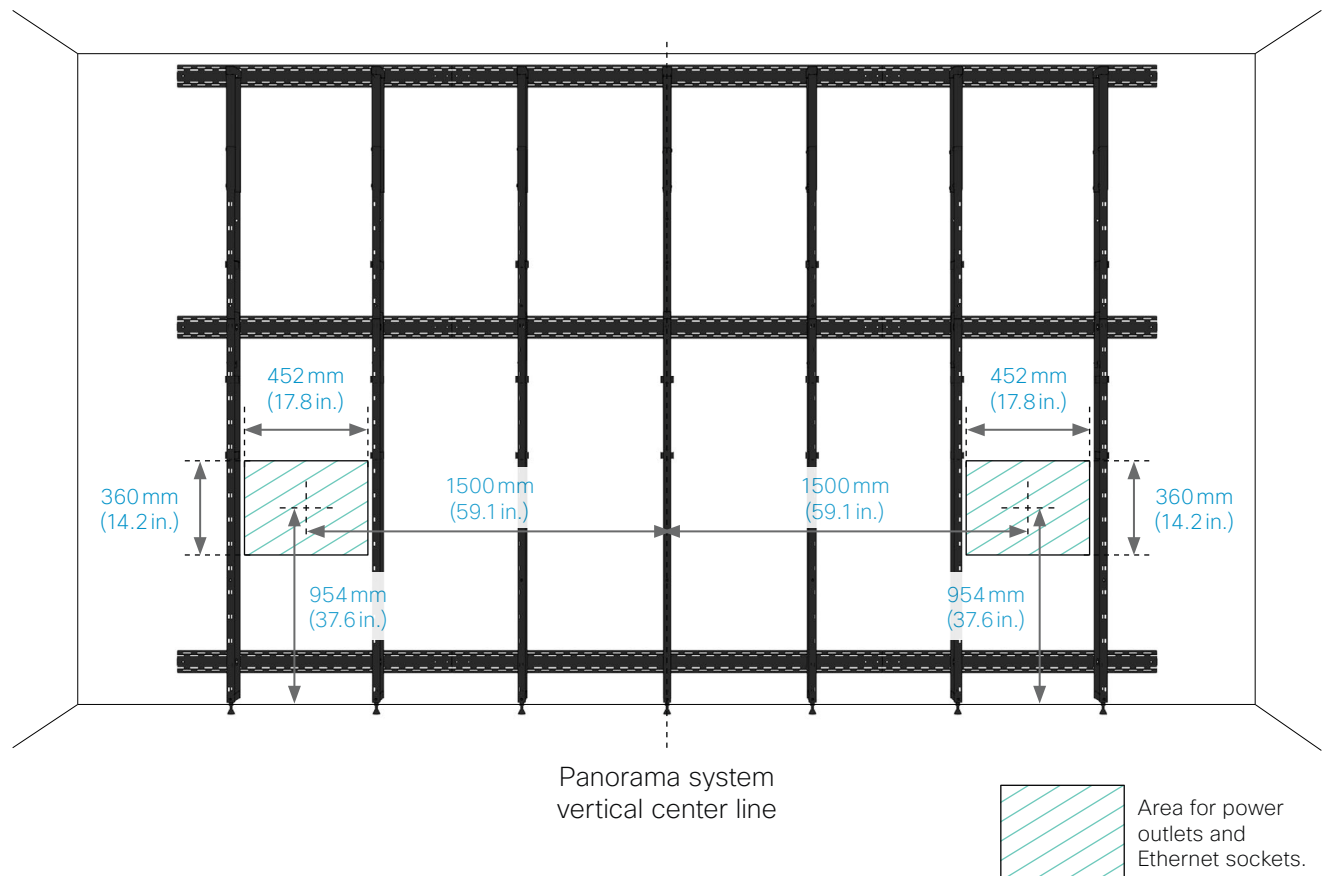 452 mm
(17.8 in.)
452 mm
(17.8 in.)
360 mm
(14.2 in.)
1500 mm
(59.1 in.)
1500 mm
(59.1 in.)
360 mm
(14.2 in.)
954 mm
(37.6 in.)
954 mm
(37.6 in.)
Panorama system
vertical center line
Area for power
outlets and
Ethernet sockets.